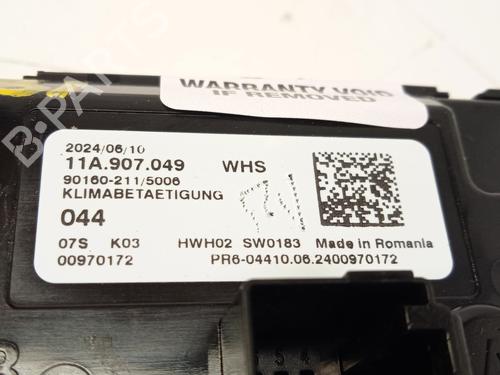 WARRANTY VOID
IF REMOVED
B-PARTS
2024/06/10
11A.907.049 WHS
90160-211/5006
KLIMABETAETIGUNG
044
07S K03 HWH02 SW0183 Made in Romania
00970172 PR6-04410.06.2400970172